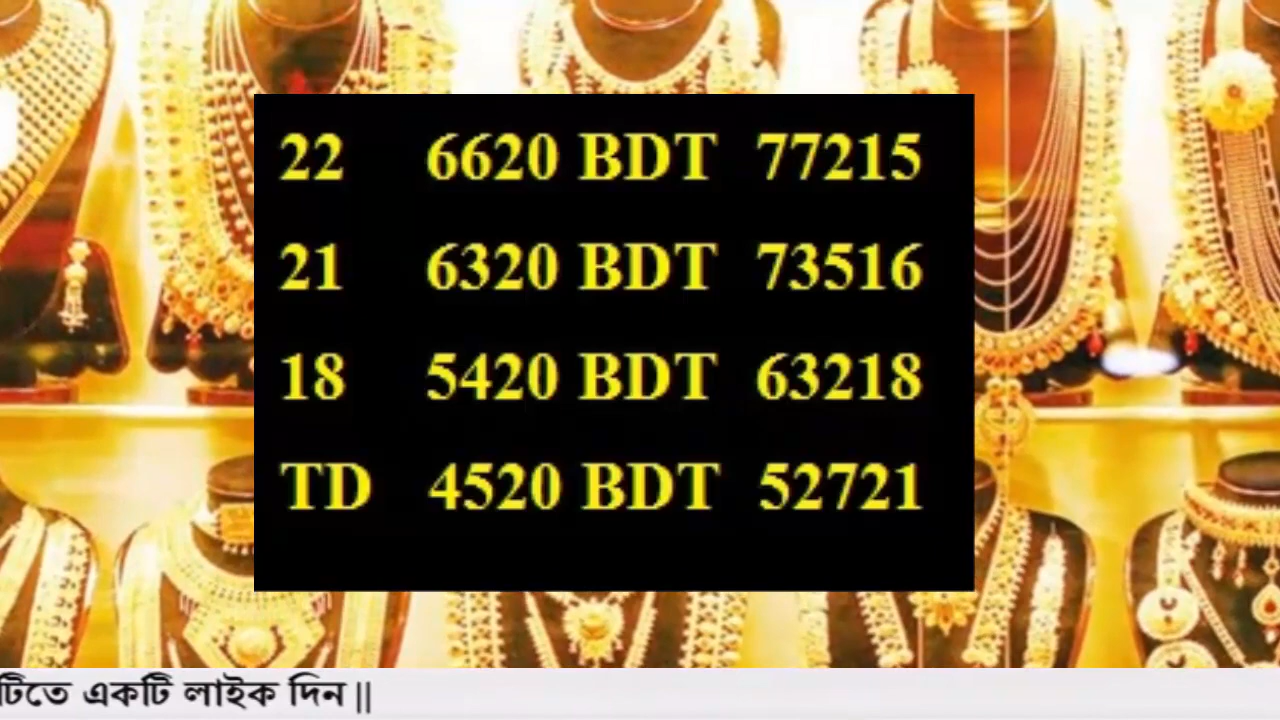 22 6620 BDT 77215
21 6320 BDT 73516
18 5420 BDT 63218
TD 4520 BDT 52721
টিতে একটি লাইক দিন ||